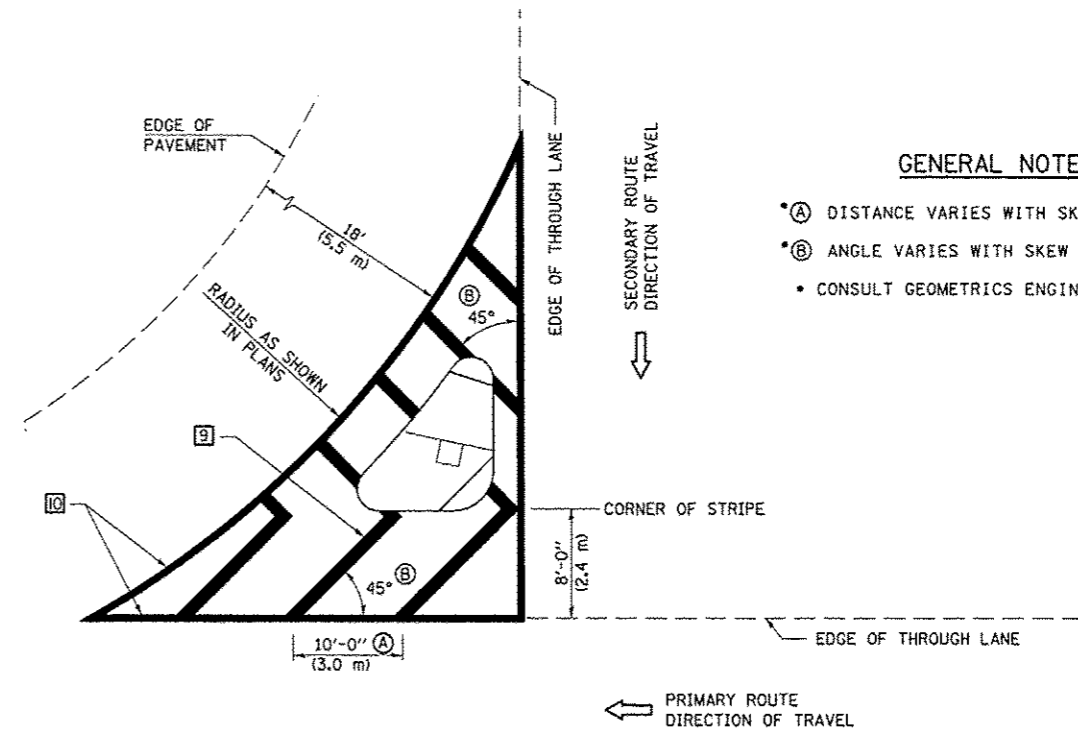 EDGE OF
PAVEMENT
18'
(5.5 m)
RADIUS AS SHOWN
IN PLANS
9
10
Ⓑ
45°
EDGE OF THROUGH LANE
SECONDARY ROUTE
DIRECTION OF TRAVEL
GENERAL NOTE
*Ⓐ DISTANCE VARIES WITH SK
*Ⓑ ANGLE VARIES WITH SKEW
• CONSULT GEOMETRICS ENGIN
CORNER OF STRIPE
8'-0"
(2.4 m)
45° Ⓑ
10'-0" Ⓐ
(3.0 m)
EDGE OF THROUGH LANE
PRIMARY ROUTE
DIRECTION OF TRAVEL